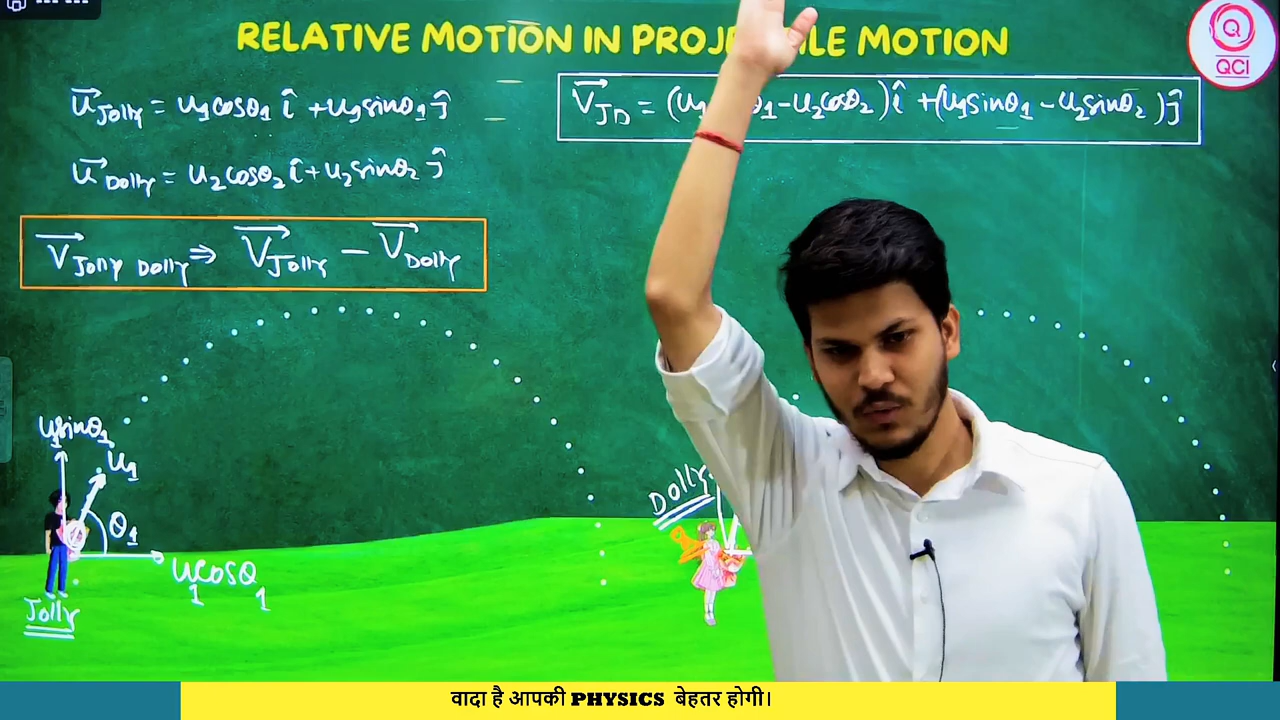 RELATIVE MOTION IN PROJE ILE MOTION
Q
QCI
u⃗Jolly = u₁cosθ₁ î + u₁sinθ₁ ĵ
V⃗JD = (u₁ θ₁ - u₂cosθ₂) î + (u₁sinθ₁ - u₂sinθ₂) ĵ
u⃗Dolly = u₂cosθ₂ î + u₂sinθ₂ ĵ
V⃗Jolly Dolly ⇒ V⃗Jolly − V⃗Dolly
u₁sinθ₁
u₁
θ₁
u₁cosθ₁
Jolly
Dolly
वादा है आपकी PHYSICS बेहतर होगी।